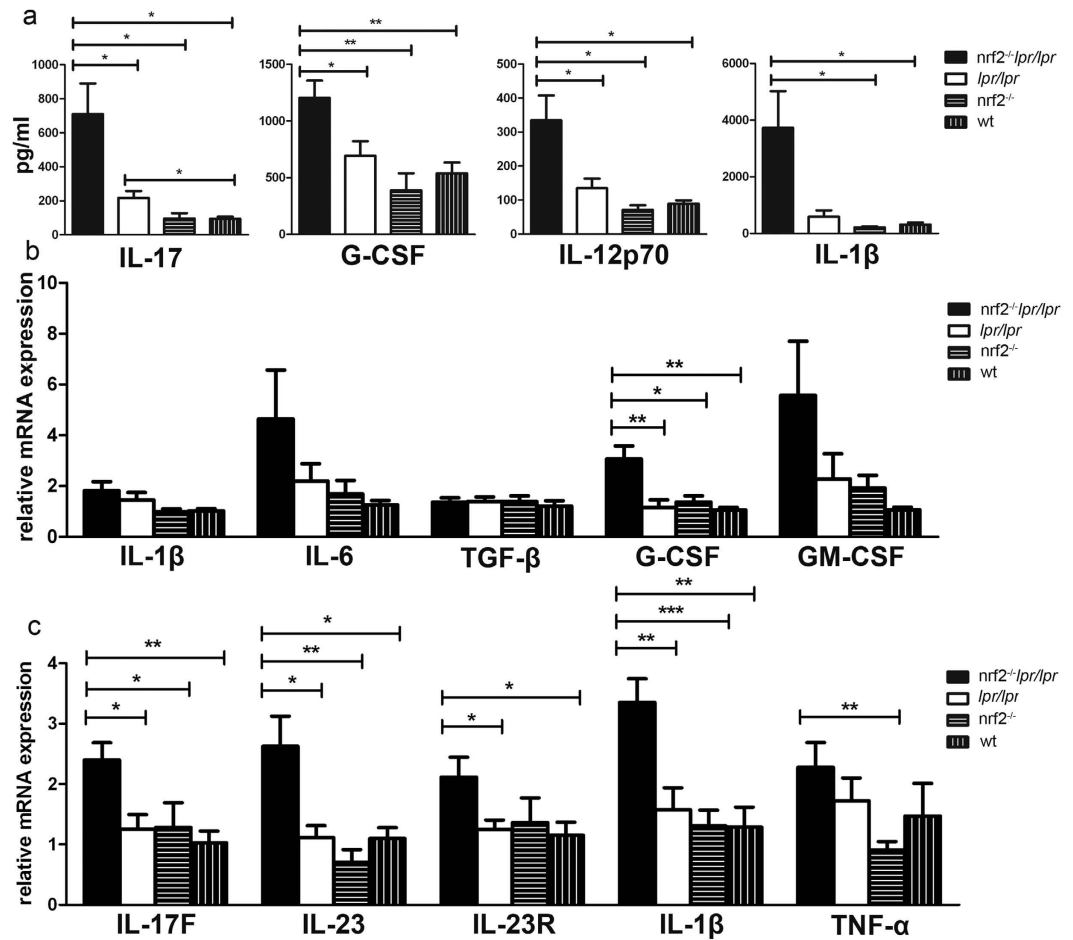 a
* * * *
** ** *
* * *
* *
pg/ml
1000 800 600 400 200 0
1500 1000 500 0
500 400 300 200 100 0
6000 4000 2000 0
nrf2⁻/⁻lpr/lpr
lpr/lpr
nrf2⁻/⁻
wt
IL-17 G-CSF IL-12p70 IL-1β
b
relative mRNA expression
10
8
6
4
2
0
** * **
nrf2⁻/⁻lpr/lpr
lpr/lpr
nrf2⁻/⁻
wt
IL-1β IL-6 TGF-β G-CSF GM-CSF
c
relative mRNA expression
4
3
2
1
0
** * *
* ** *
* *
** *** **
**
nrf2⁻/⁻lpr/lpr
lpr/lpr
nrf2⁻/⁻
wt
IL-17F IL-23 IL-23R IL-1β TNF-α